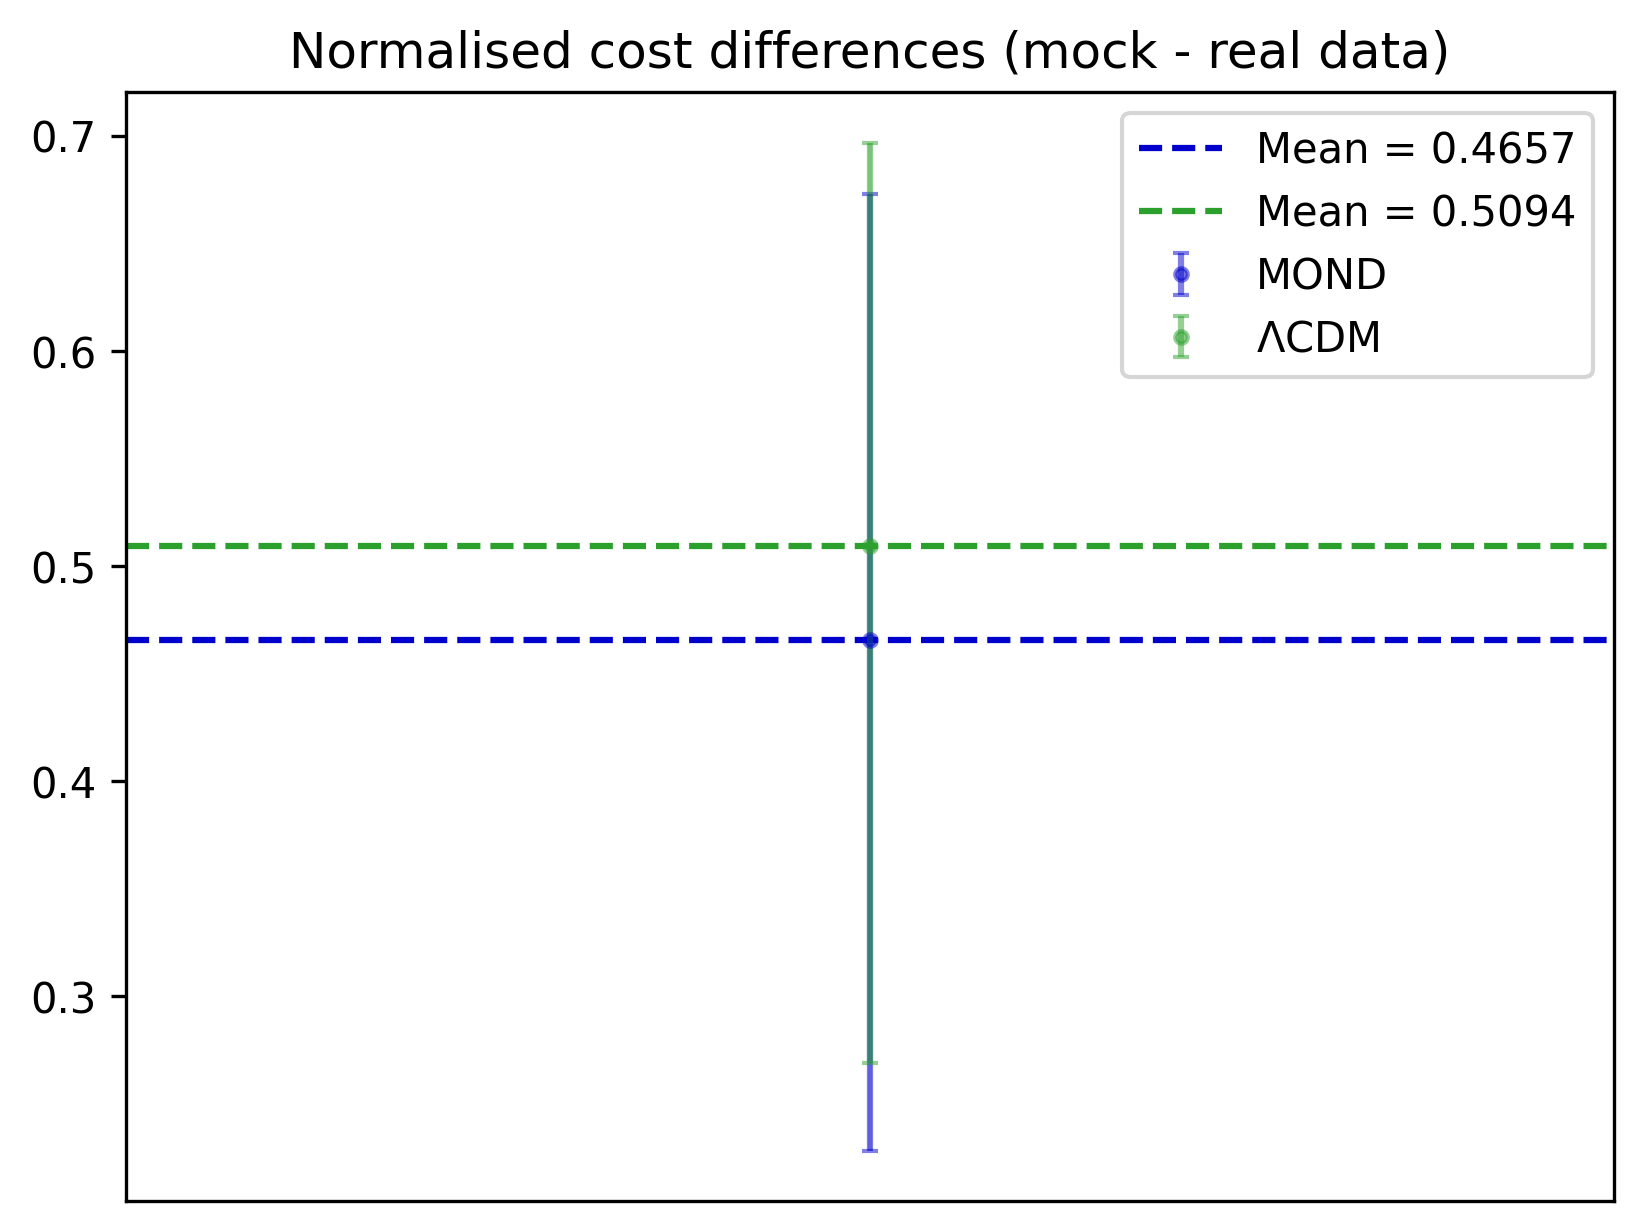 Normalised cost differences (mock - real data)
0.7
0.6
0.5
0.4
0.3
Mean = 0.4657
Mean = 0.5094
MOND
ΛCDM